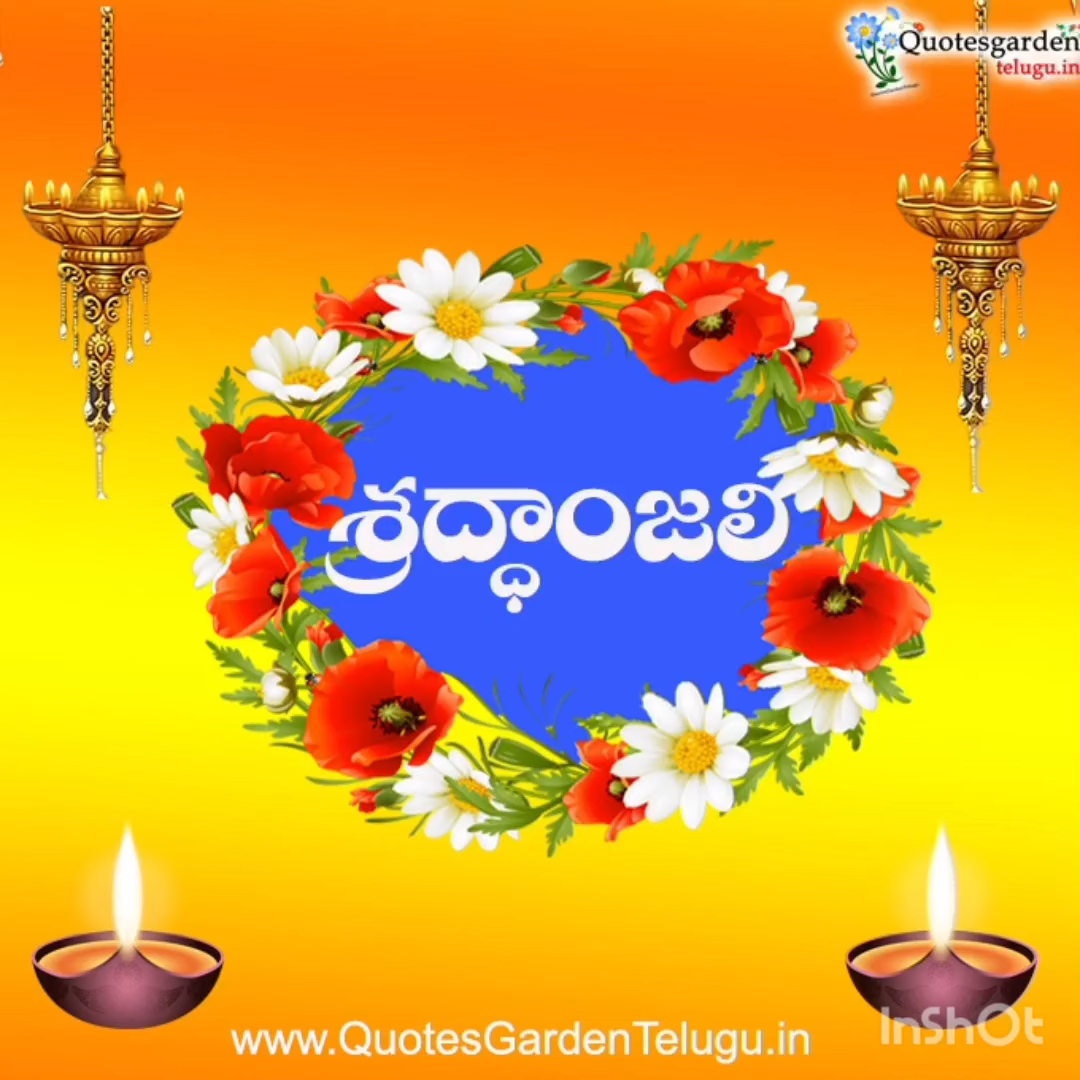 Quotesgarden
telugu.in
శ్రద్ధాంజలి
www.QuotesGardenTelugu.in
InShOt